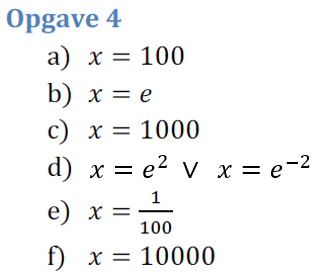 Opgave 4
a) x = 100
b) x = e
c) x = 1000
d) x = e² ∨ x = e⁻²
e) x = 1/100
f) x = 10000